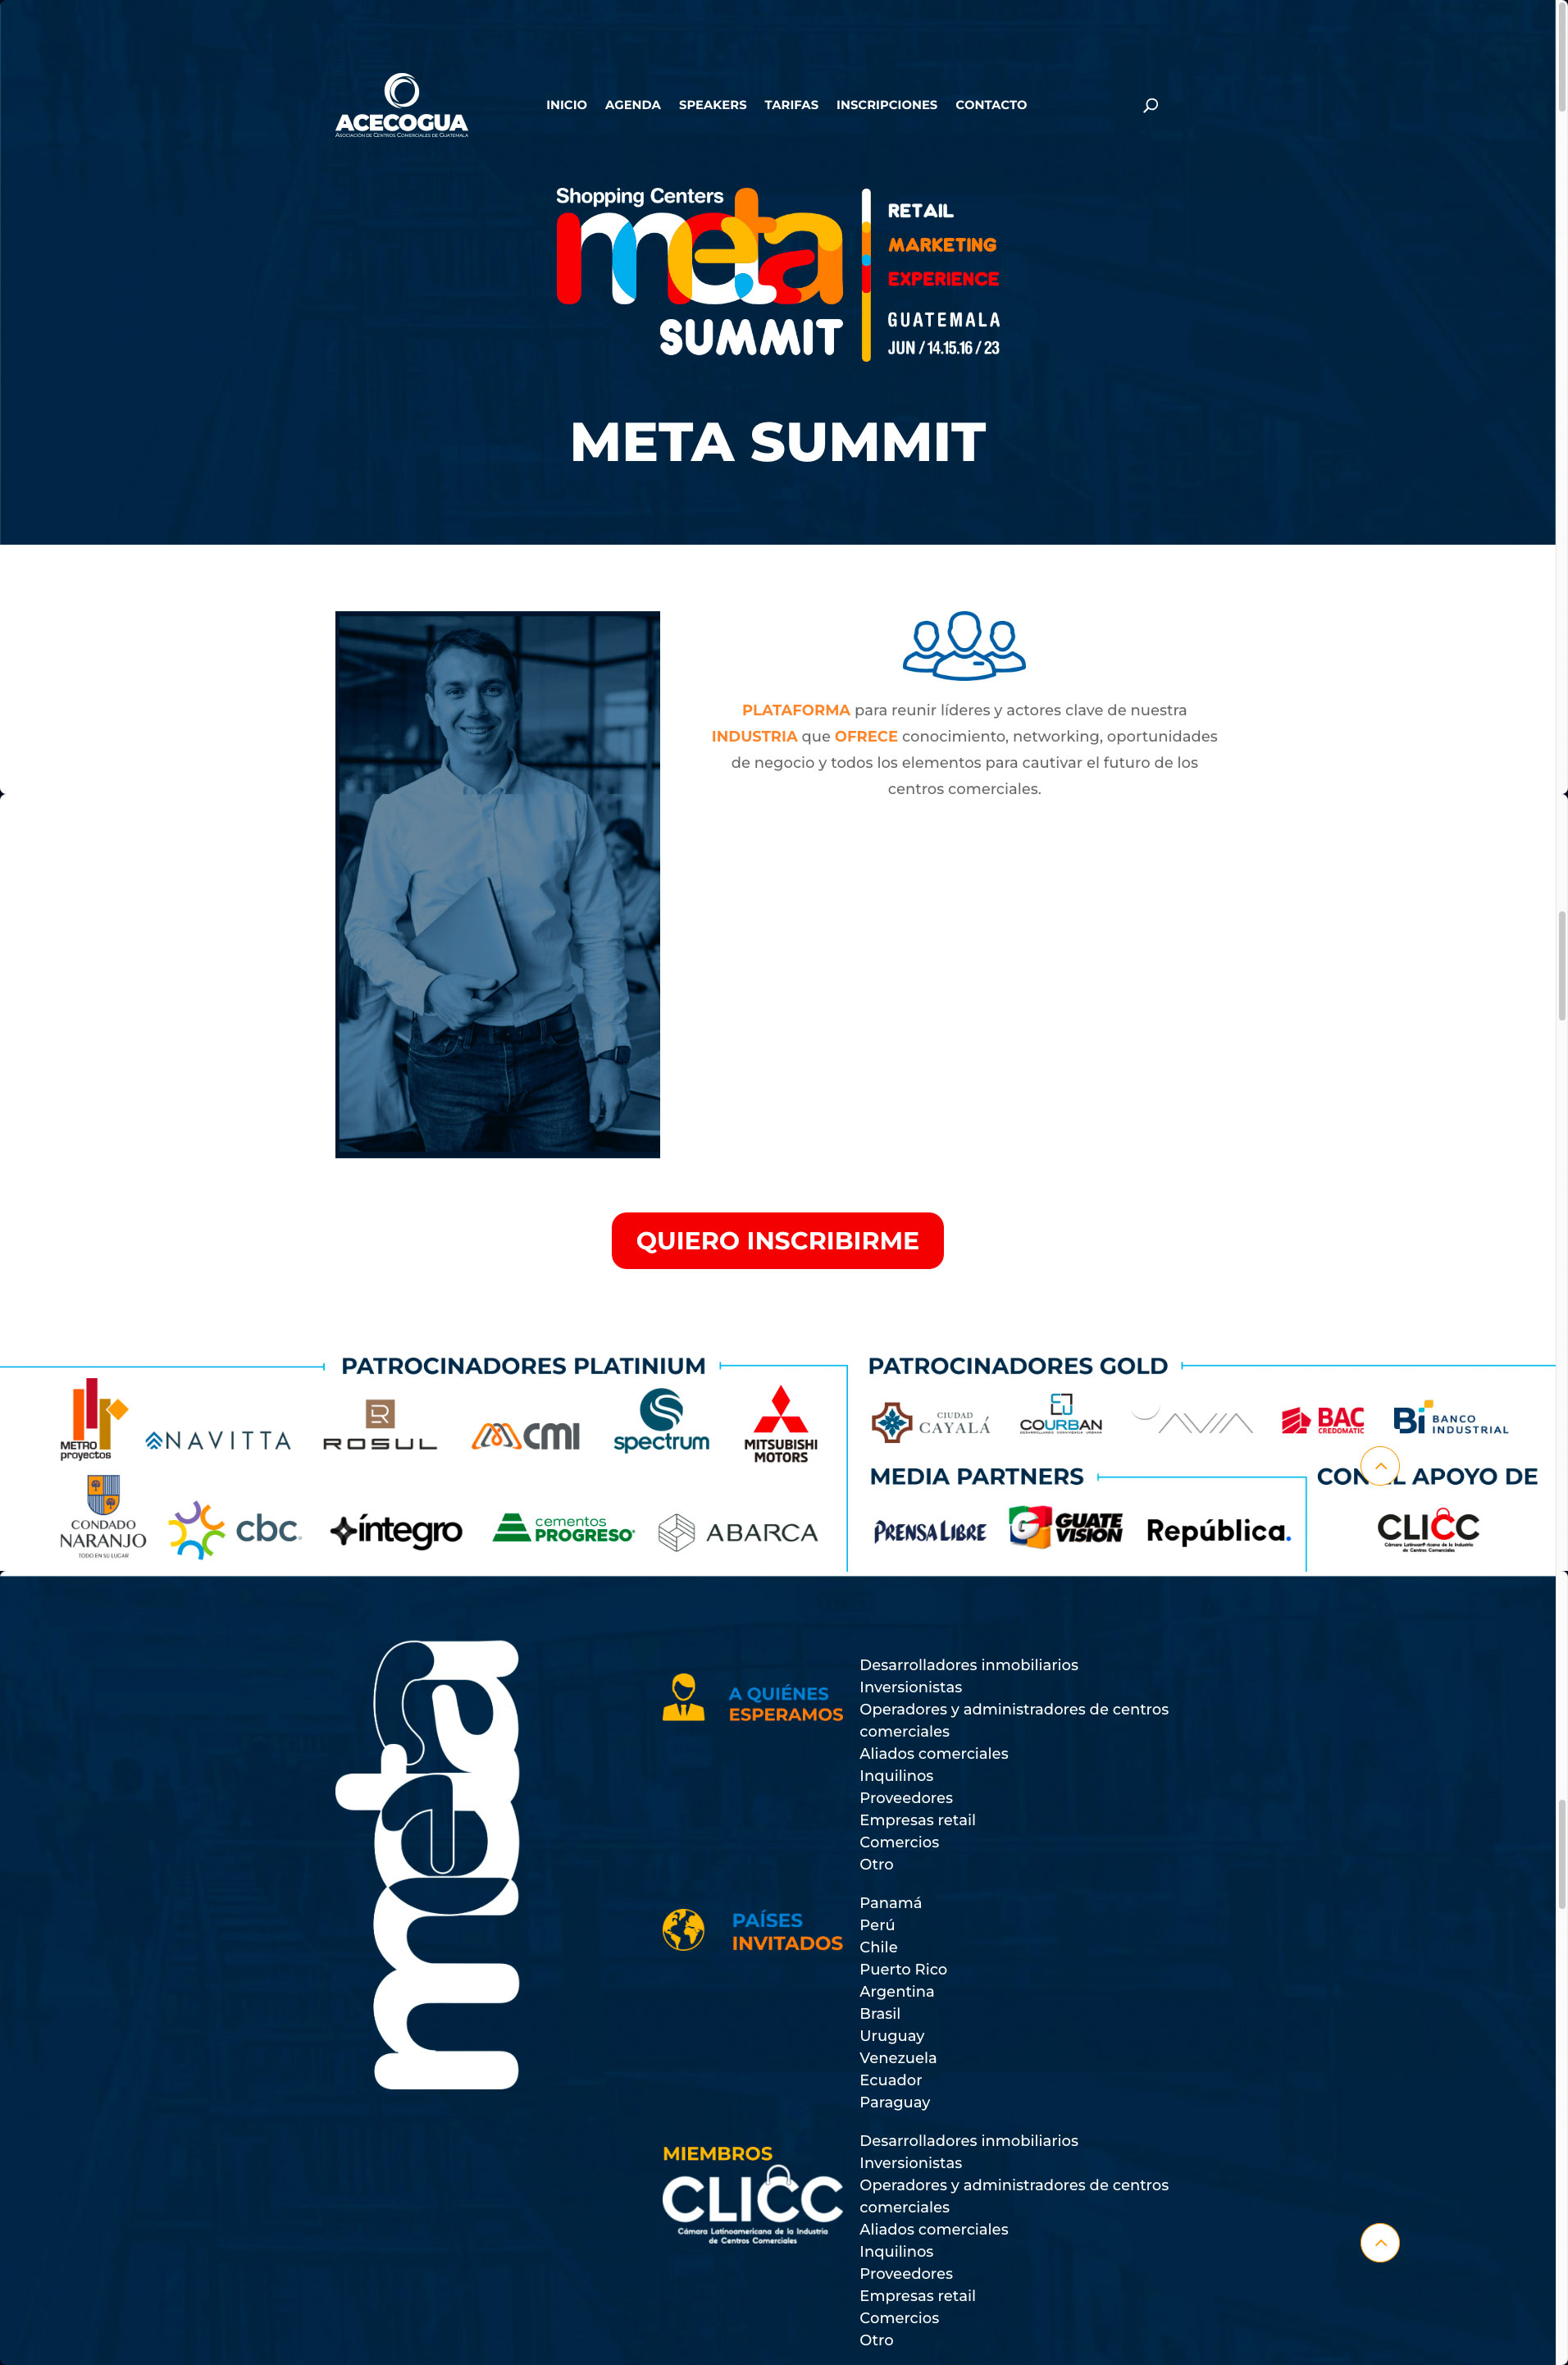 ACECOGUA
ASOCIACIÓN DE CENTROS COMERCIALES DE GUATEMALA
INICIO AGENDA SPEAKERS TARIFAS INSCRIPCIONES CONTACTO
Shopping Centers
meta
SUMMIT
RETAIL
MARKETING
EXPERIENCE
GUATEMALA
JUN / 14.15.16 / 23
META SUMMIT
PLATAFORMA para reunir líderes y actores clave de nuestra
INDUSTRIA que OFRECE conocimiento, networking, oportunidades
de negocio y todos los elementos para cautivar el futuro de los
centros comerciales.
QUIERO INSCRIBIRME
PATROCINADORES PLATINIUM
METRO
proyectos
NAVITTA
R
ROSUL
cmi
spectrum
MITSUBISHI
MOTORS
CONDADO
NARANJO
TODO EN SU LUGAR
cbc
íntegro
cementos
PROGRESO
ABARCA
PATROCINADORES GOLD
CIUDAD
CAYALÁ
COURBAN
DESARROLLANDO CONVIVENCIA URBANA
BAC
CREDOMATIC
Bi BANCO
INDUSTRIAL
MEDIA PARTNERS
PRENSA LIBRE
G GUATE
VISION
República.
APOYO DE
CLICC
Cámara Latinoamericana de la Industria
de Centros Comerciales
meta
A QUIÉNES
ESPERAMOS
Desarrolladores inmobiliarios
Inversionistas
Operadores y administradores de centros
comerciales
Aliados comerciales
Inquilinos
Proveedores
Empresas retail
Comercios
Otro
PAÍSES
INVITADOS
Panamá
Perú
Chile
Puerto Rico
Argentina
Brasil
Uruguay
Venezuela
Ecuador
Paraguay
MIEMBROS
CLICC
Cámara Latinoamericana de la Industria
de Centros Comerciales
Desarrolladores inmobiliarios
Inversionistas
Operadores y administradores de centros
comerciales
Aliados comerciales
Inquilinos
Proveedores
Empresas retail
Comercios
Otro